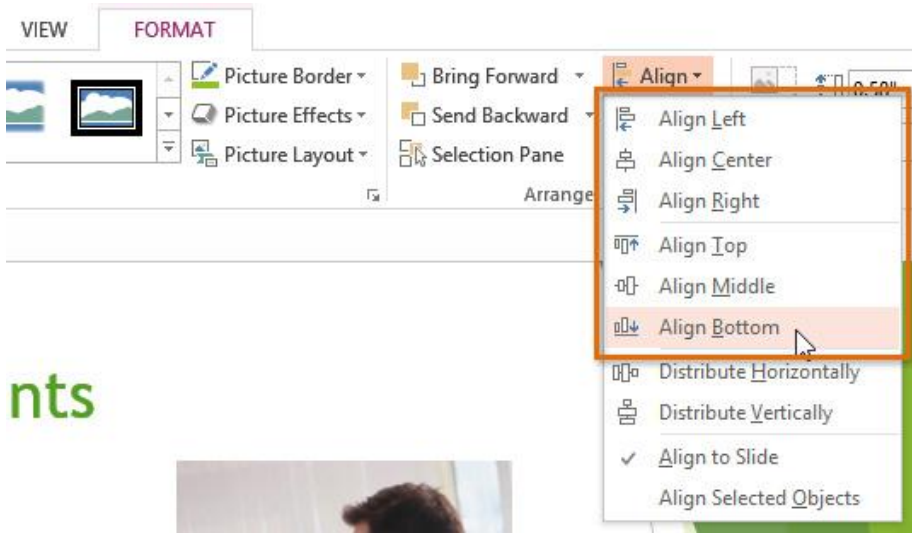 VIEW FORMAT
Picture Border Bring Forward Align
Picture Effects Send Backward
Picture Layout Selection Pane
Arrange
Align Left
Align Center
Align Right
Align Top
Align Middle
Align Bottom
Distribute Horizontally
Distribute Vertically
Align to Slide
Align Selected Objects
nts